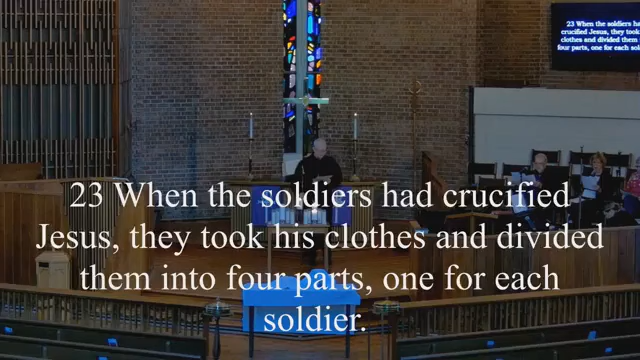 23 When the soldiers had crucified
Jesus, they took his clothes and divided
them into four parts, one for each
soldier.
23 When the soldiers ha
crucified Jesus, they took
clothes and divided them
four parts, one for each sol